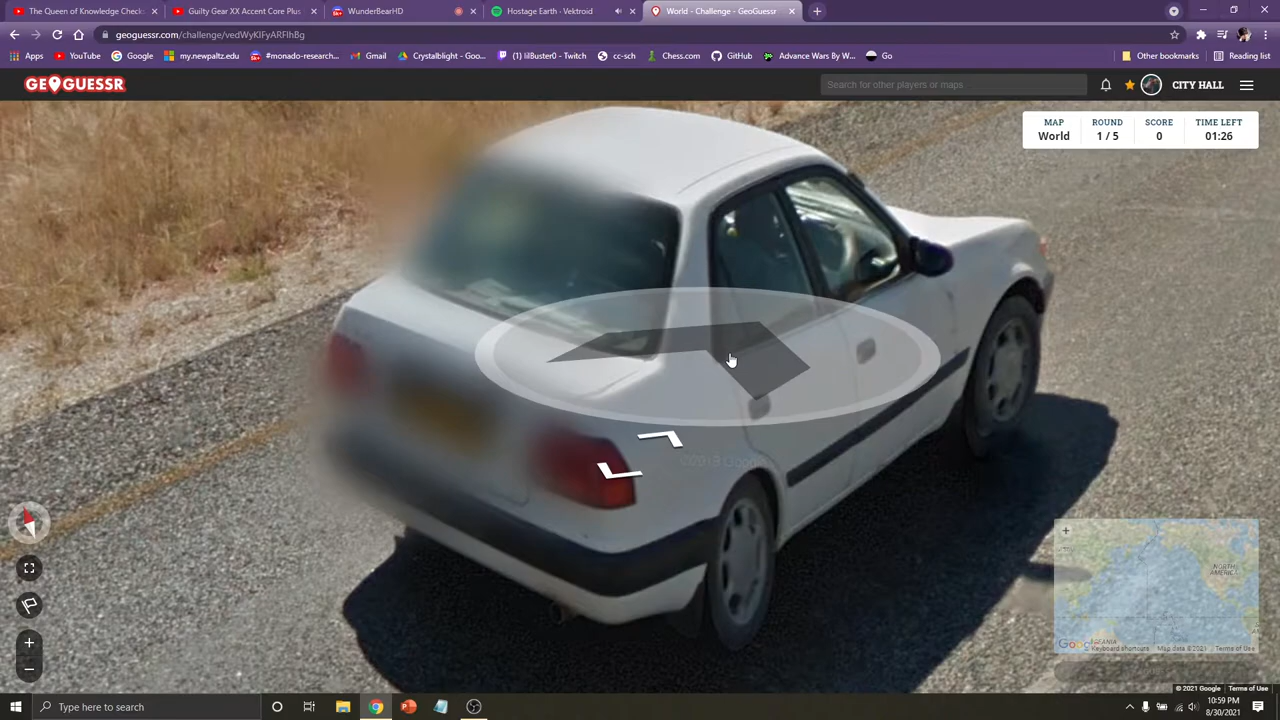 The Queen of Knowledge Check
Guilty Gear XX Accent Core Plus
WunderBearHD
Hostage Earth · Vektroid
World - Challenge - GeoGuessr
geoguessr.com/challenge/vedWyKlFyARFlhBg
YouTube
Google
my.newpaltz.edu
#monado-research...
Gmail
Crystalblight - Goo...
(1) lilBuster0 - Twitch
cc-sch
Chess.com
GitHub
Advance Wars By W...
Go
Other bookmarks
Reading list
GEOGUESSR
Search for other players or maps
CITY HALL
MAP
World
ROUND
1 / 5
SCORE
0
TIME LEFT
01:26
NORTH
AMERICA
Google
Keyboard shortcuts
Map data ©2021
Terms of Use
© 2021 Google
Terms of Use
Type here to search
10:59 PM
8/30/2021